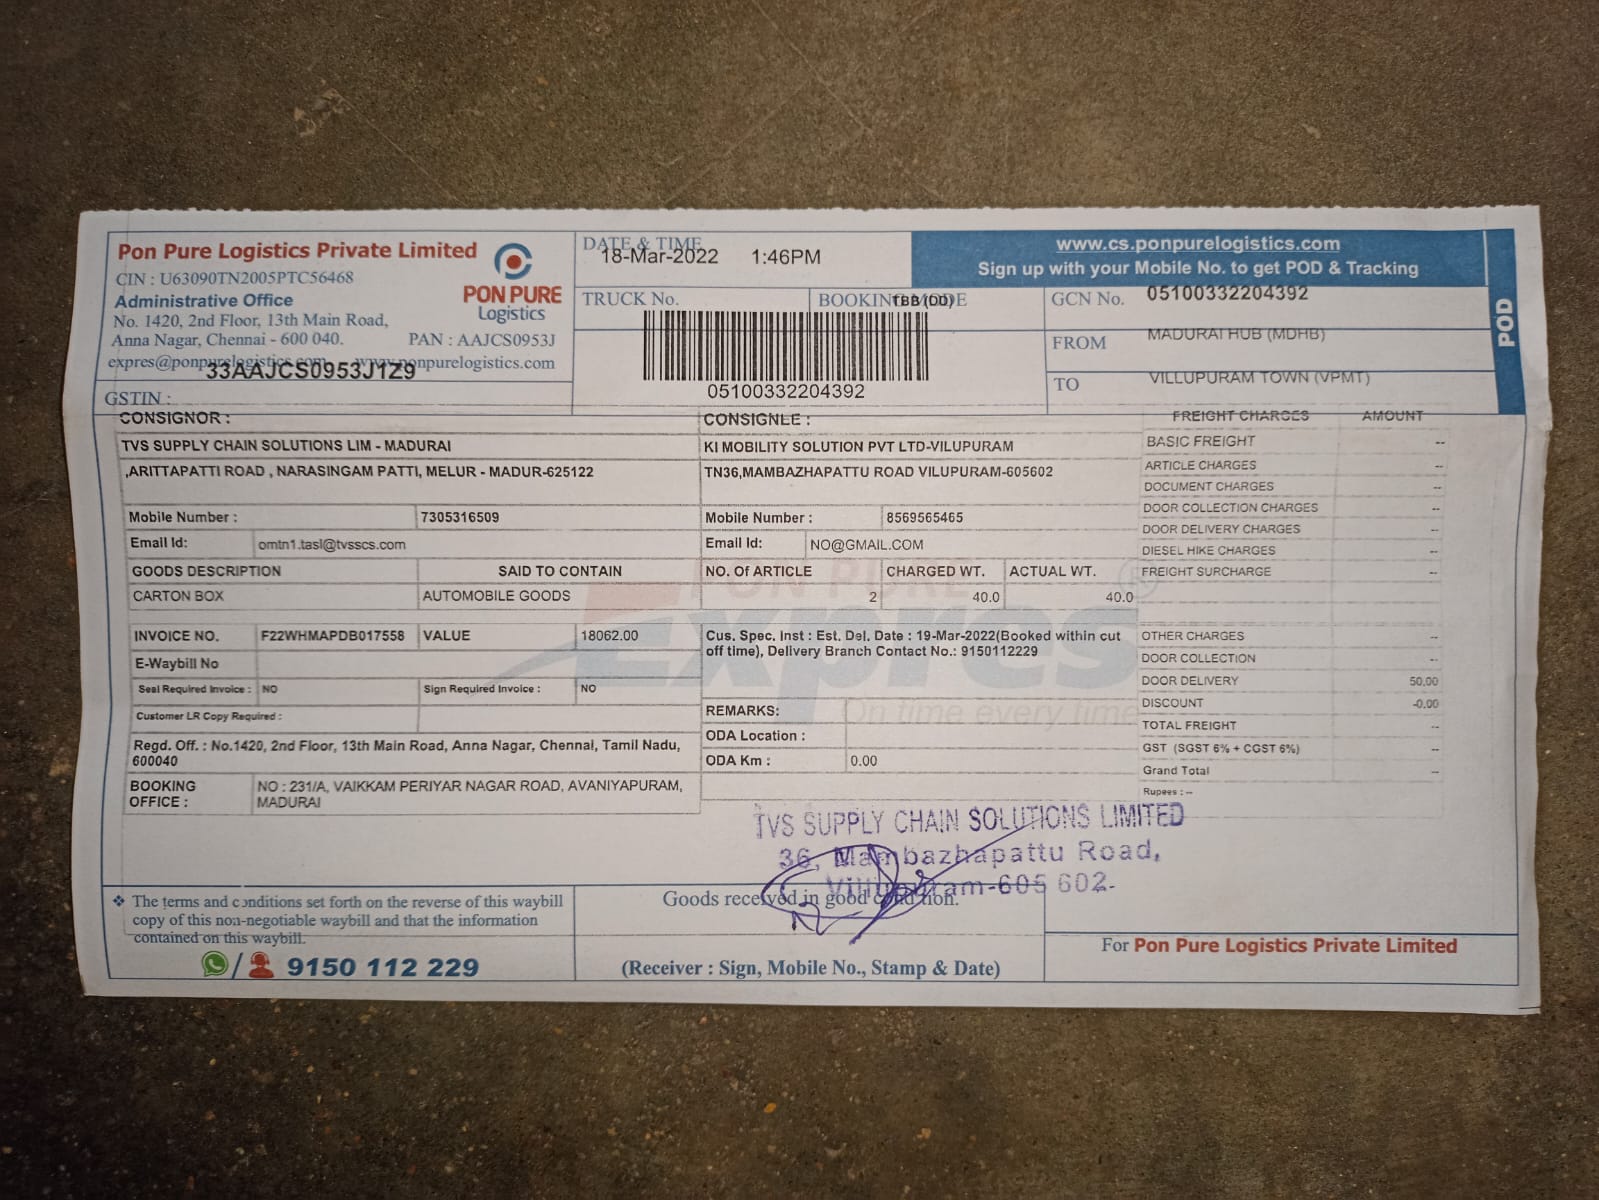 Pon Pure Logistics Private Limited
CIN : U63090TN2005PTC56468
Administrative Office
No. 1420, 2nd Floor, 13th Main Road,
Anna Nagar, Chennai - 600 040. PAN : AAJCS0953J
expres@ponpurelogistics.com www.ponpurelogistics.com
33AAJCS0953J1Z9
GSTIN :
PON PURE
Logistics
DATE & TIME
18-Mar-2022 1:46PM
TRUCK No. BOOKING MODE
TBB (DD)
05100332204392
www.cs.ponpurelogistics.com
Sign up with your Mobile No. to get POD & Tracking
GCN No. 05100332204392
FROM MADURAI HUB (MDHB)
TO VILLUPURAM TOWN (VPMT)
POD
CONSIGNOR :
TVS SUPPLY CHAIN SOLUTIONS LIM - MADURAI
,ARITTAPATTI ROAD , NARASINGAM PATTI, MELUR - MADUR-625122
Mobile Number : 7305316509
Email Id: omtn1.tasl@tvsscs.com
GOODS DESCRIPTION SAID TO CONTAIN
CARTON BOX AUTOMOBILE GOODS
INVOICE NO. F22WHMAPDB017558 VALUE 18062.00
E-Waybill No
Seal Required Invoice : NO Sign Required Invoice : NO
Customer LR Copy Required :
Regd. Off. : No.1420, 2nd Floor, 13th Main Road, Anna Nagar, Chennai, Tamil Nadu,
600040
BOOKING
OFFICE :
NO : 231/A, VAIKKAM PERIYAR NAGAR ROAD, AVANIYAPURAM,
MADURAI
CONSIGNEE :
KI MOBILITY SOLUTION PVT LTD-VILUPURAM
TN36,MAMBAZHAPATTU ROAD VILUPURAM-605602
Mobile Number : 8569565465
Email Id: NO@GMAIL.COM
NO. Of ARTICLE CHARGED WT. ACTUAL WT.
2 40.0 40.0
Cus. Spec. Inst : Est. Del. Date : 19-Mar-2022(Booked within cut
off time), Delivery Branch Contact No.: 9150112229
REMARKS:
ODA Location :
ODA Km : 0.00
PON PURE
Expres
On time every time
FREIGHT CHARGES AMOUNT
BASIC FREIGHT --
ARTICLE CHARGES --
DOCUMENT CHARGES --
DOOR COLLECTION CHARGES --
DOOR DELIVERY CHARGES --
DIESEL HIKE CHARGES --
FREIGHT SURCHARGE --
OTHER CHARGES --
DOOR COLLECTION --
DOOR DELIVERY 50.00
DISCOUNT -0.00
TOTAL FREIGHT --
GST (SGST 6% + CGST 6%) --
Grand Total --
Rupees : --
TVS SUPPLY CHAIN SOLUTIONS LIMITED
36, Mambazhapattu Road,
Villupuram-605 602.
❖ The terms and conditions set forth on the reverse of this waybill
copy of this non-negotiable waybill and that the information
contained on this waybill.
/ 9150 112 229
Goods received in good condition.
(Receiver : Sign, Mobile No., Stamp & Date)
For Pon Pure Logistics Private Limited